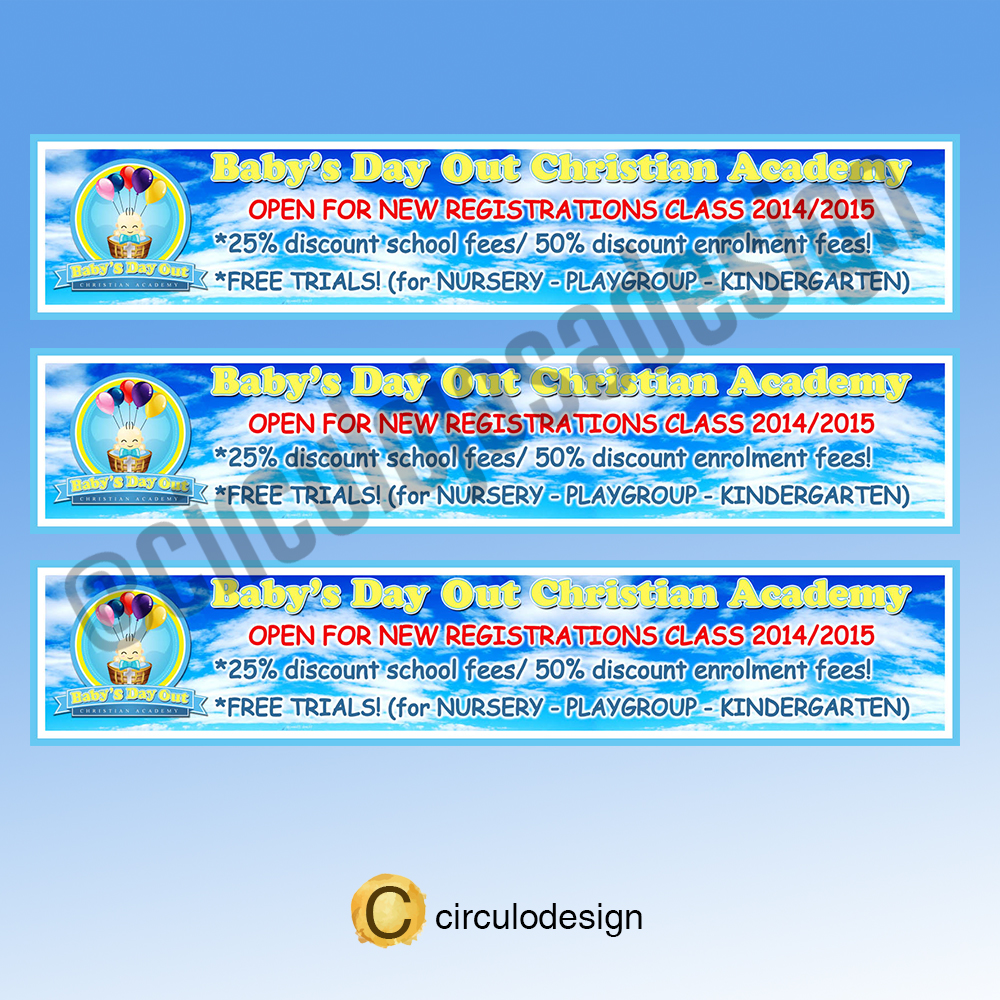 Baby's Day Out Christian Academy
OPEN FOR NEW REGISTRATIONS CLASS 2014/2015
*25% discount school fees/ 50% discount enrolment fees!
*FREE TRIALS! (for NURSERY - PLAYGROUP - KINDERGARTEN)
Baby's Day Out
CHRISTIAN ACADEMY
Baby's Day Out Christian Academy
OPEN FOR NEW REGISTRATIONS CLASS 2014/2015
*25% discount school fees/ 50% discount enrolment fees!
*FREE TRIALS! (for NURSERY - PLAYGROUP - KINDERGARTEN)
Baby's Day Out
CHRISTIAN ACADEMY
Baby's Day Out Christian Academy
OPEN FOR NEW REGISTRATIONS CLASS 2014/2015
*25% discount school fees/ 50% discount enrolment fees!
*FREE TRIALS! (for NURSERY - PLAYGROUP - KINDERGARTEN)
Baby's Day Out
CHRISTIAN ACADEMY
@circulojasadesign
C circulodesign